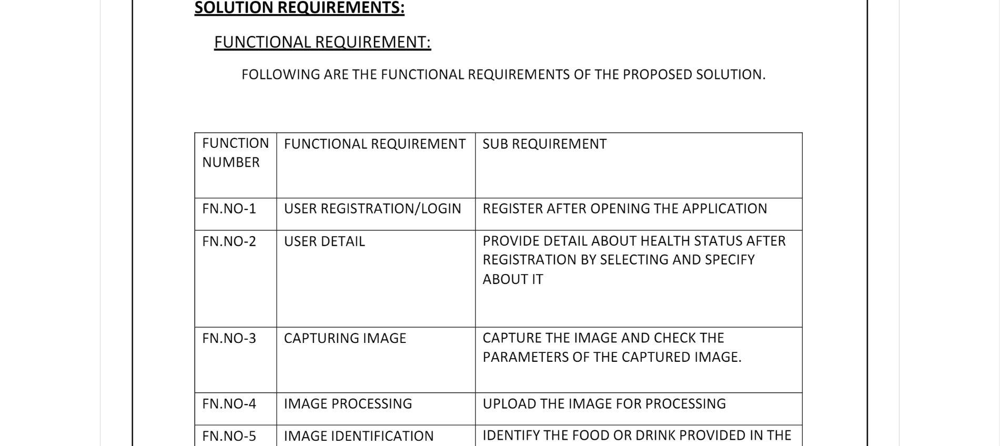 SOLUTION REQUIREMENTS:
FUNCTIONAL REQUIREMENT:
FOLLOWING ARE THE FUNCTIONAL REQUIREMENTS OF THE PROPOSED SOLUTION.
FUNCTION
NUMBER
FUNCTIONAL REQUIREMENT
SUB REQUIREMENT
FN.NO-1
USER REGISTRATION/LOGIN
REGISTER AFTER OPENING THE APPLICATION
FN.NO-2
USER DETAIL
PROVIDE DETAIL ABOUT HEALTH STATUS AFTER
REGISTRATION BY SELECTING AND SPECIFY
ABOUT IT
FN.NO-3
CAPTURING IMAGE
CAPTURE THE IMAGE AND CHECK THE
PARAMETERS OF THE CAPTURED IMAGE.
FN.NO-4
IMAGE PROCESSING
UPLOAD THE IMAGE FOR PROCESSING
FN.NO-5
IMAGE IDENTIFICATION
IDENTIFY THE FOOD OR DRINK PROVIDED IN THE